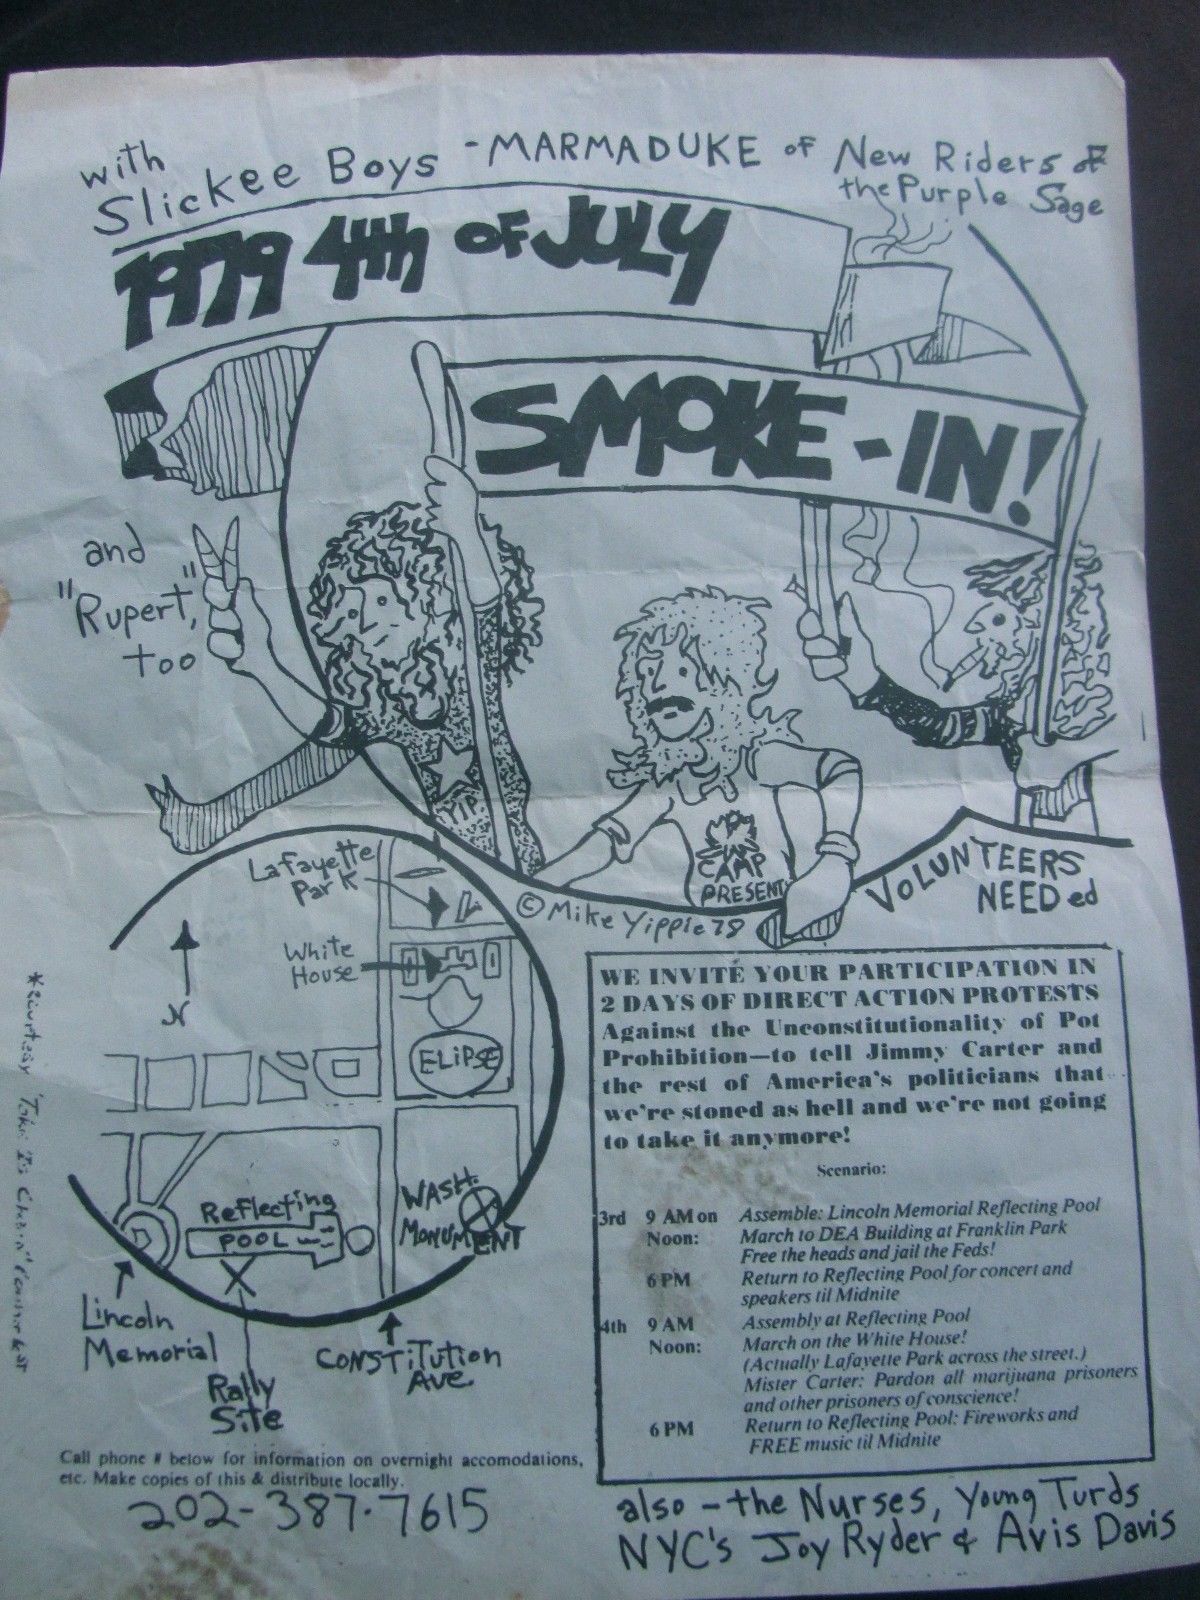 with
Slickee Boys - MARMADUKE of New Riders of
the Purple Sage
1979 4th OF JULY
SMOKE-IN!
and
"Rupert",
too
YIP
CAMP
PRESENT
© Mike Yippie 78
VOLUNTEERS
NEEDed
Lafayette
Park
White
House
N
ELIPSE
Reflecting
POOL
WASH.
MONUMENT
Lincoln
Memorial
Rally
Site
CONSTITUTION
AVE
WE INVITE YOUR PARTICIPATION IN
2 DAYS OF DIRECT ACTION PROTESTS
Against the Unconstitutionality of Pot
Prohibition—to tell Jimmy Carter and
the rest of America's politicians that
we're stoned as hell and we're not going
to take it anymore!
Scenario:
3rd 9 AM on Assemble: Lincoln Memorial Reflecting Pool
Noon: March to DEA Building at Franklin Park
Free the heads and jail the Feds!
6 PM Return to Reflecting Pool for concert and
speakers til Midnite
4th 9 AM Assembly at Reflecting Pool
Noon: March on the White House!
(Actually Lafayette Park across the street.)
Mister Carter: Pardon all marijuana prisoners
and other prisoners of conscience!
6 PM Return to Reflecting Pool: Fireworks and
FREE music til Midnite
Call phone # below for information on overnight accomodations,
etc. Make copies of this & distribute locally.
202-387-7615
also - the Nurses, Young Turds
NYC's Joy Ryder & Avis Davis